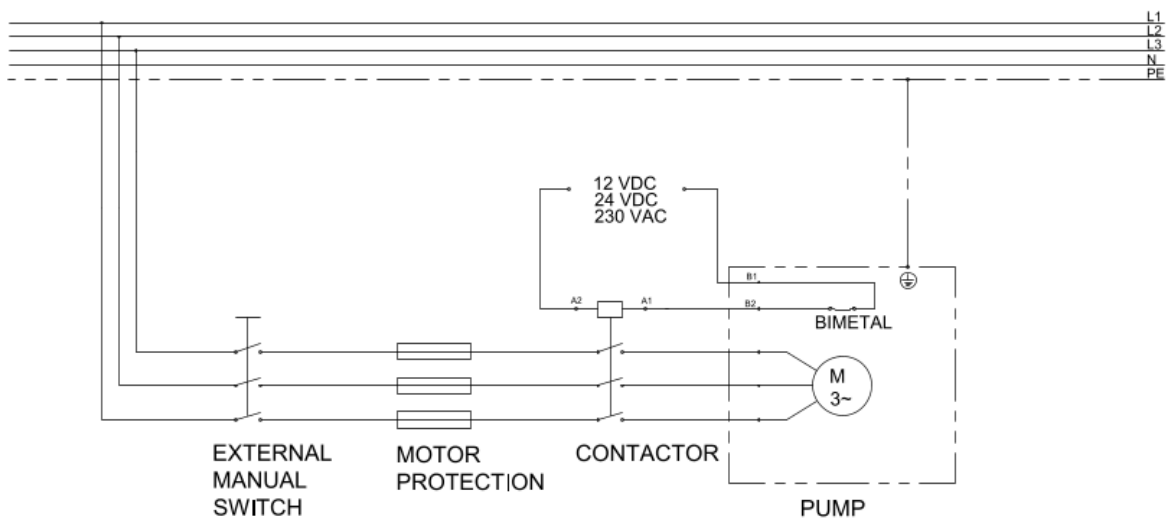 L1
L2
L3
N
PE
12 VDC
24 VDC
230 VAC
B1
A2
A1
B2
BIMETAL
M
3~
EXTERNAL
MANUAL
SWITCH
MOTOR
PROTECTION
CONTACTOR
PUMP